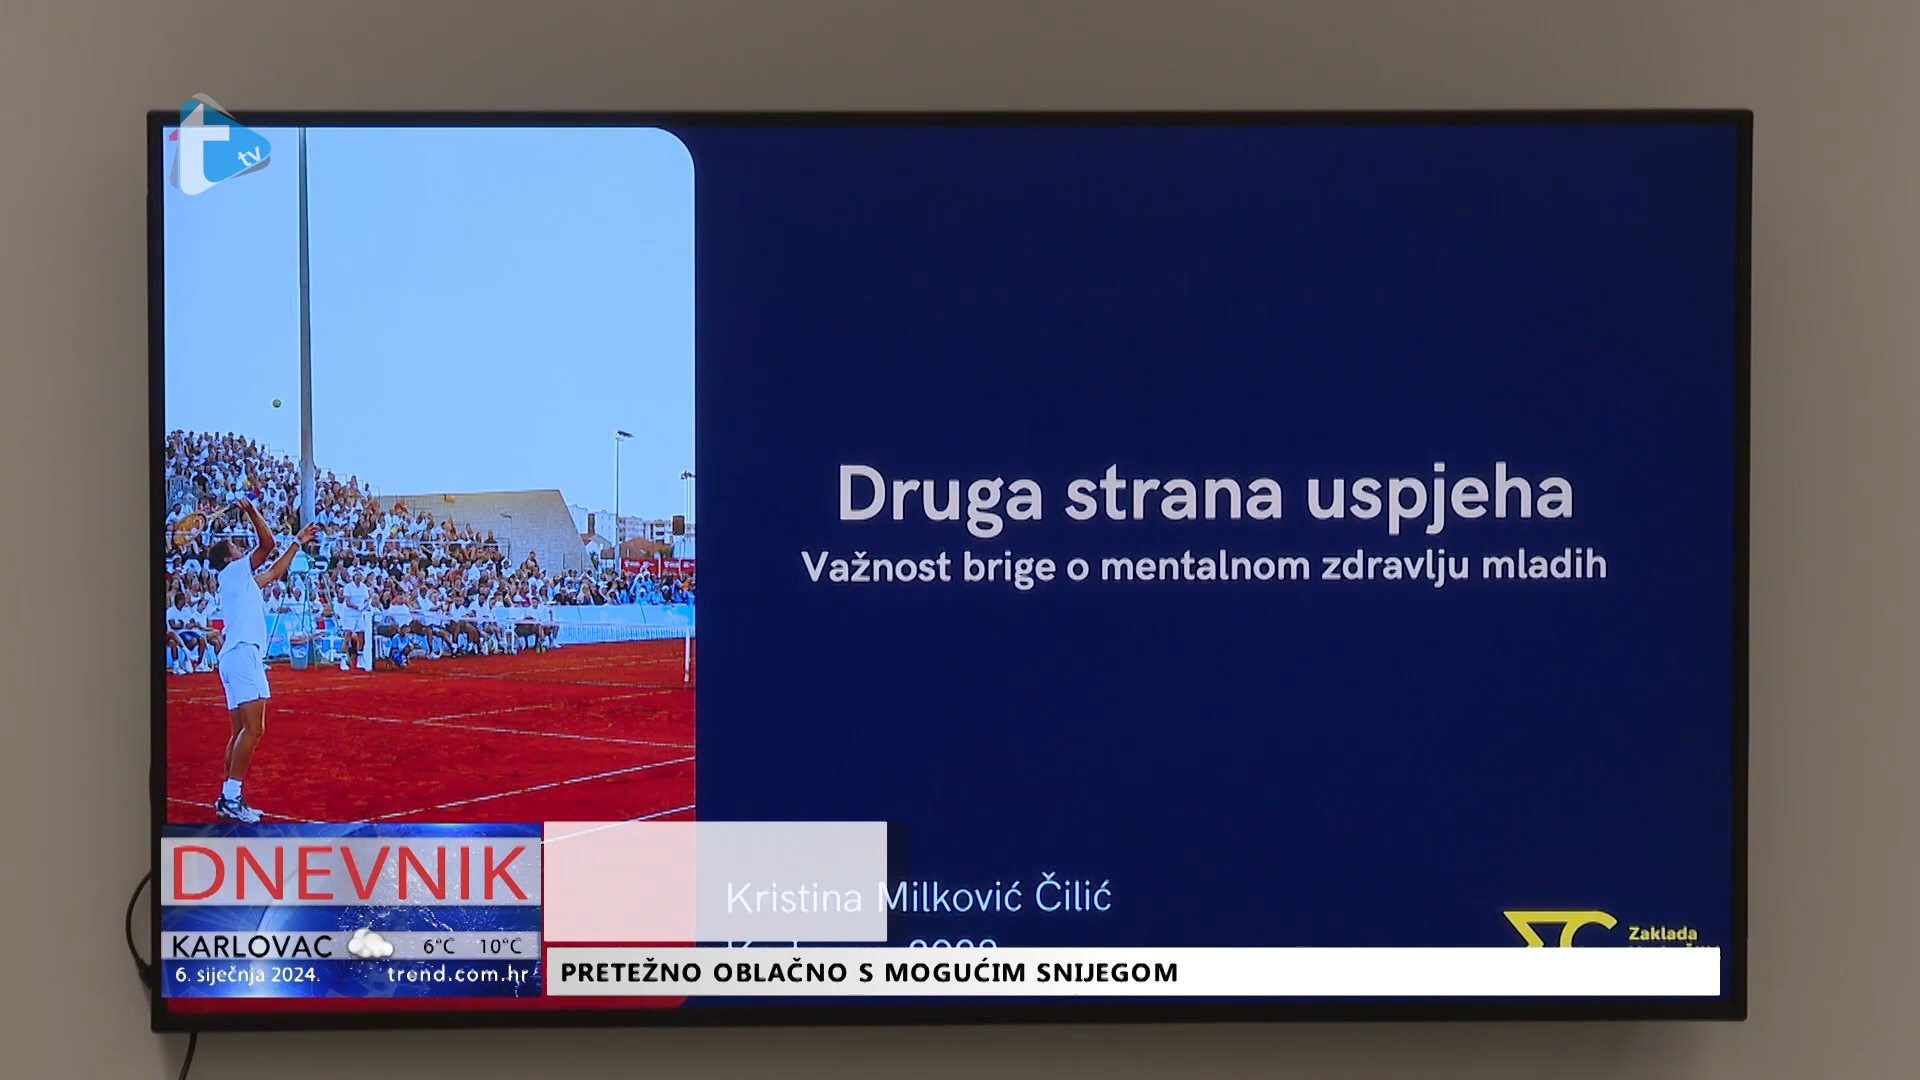 t tv
Druga strana uspjeha
Važnost brige o mentalnom zdravlju mladih
Kristina Milković Čilić
Zaklada
DNEVNIK
KARLOVAC 6°C 10°C
6. siječnja 2024. trend.com.hr
PRETEŽNO OBLAČNO S MOGUĆIM SNIJEGOM